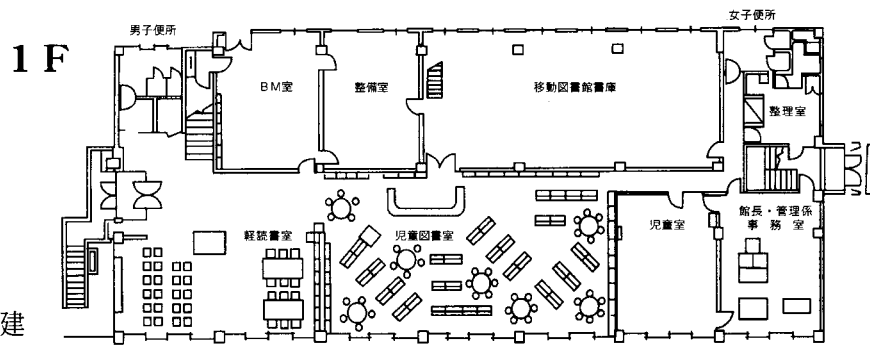 1F
男子便所
女子便所
BM室
整備室
移動図書館書庫
整理室
軽読書室
児童図書室
児童室
館長・管理係
事務室
建